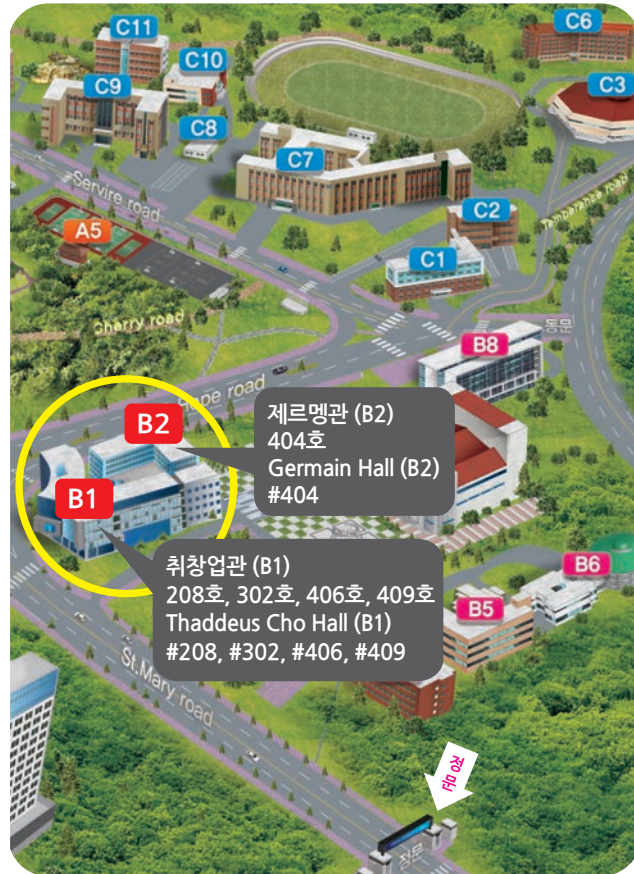 C11
C6
C10
C9
C3
C8
C7
Servire road
C2
Temperance road
A5
C1
Cherry road
동문
B8
Hope road
B2
제르멩관 (B2)
404호
Germain Hall (B2)
#404
B1
취창업관 (B1)
208호, 302호, 406호, 409호
Thaddeus Cho Hall (B1)
#208, #302, #406, #409
B6
B5
St.Mary road
정문
정문